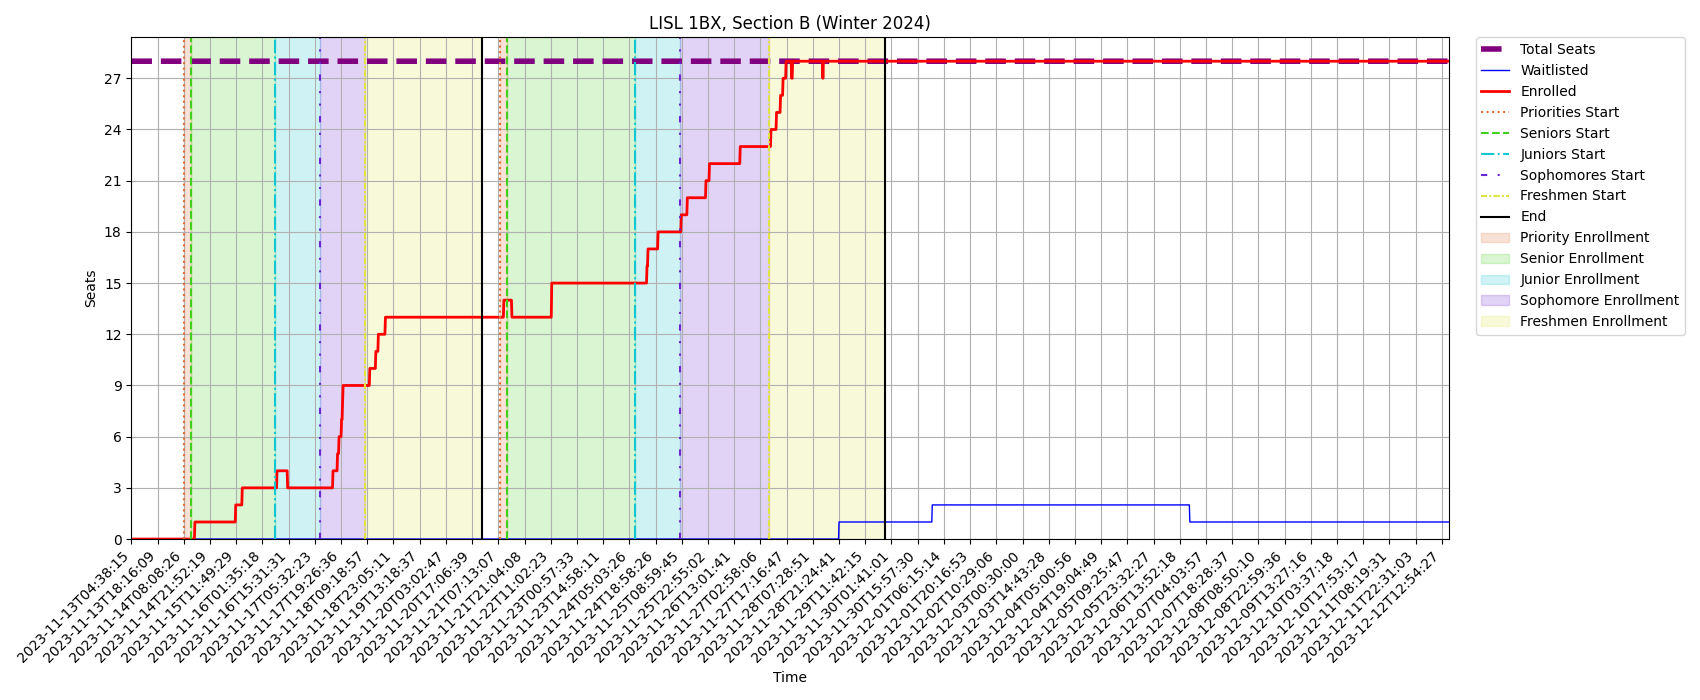 LISL 1BX, Section B (Winter 2024)
Total Seats
Waitlisted
Enrolled
Priorities Start
Seniors Start
Juniors Start
Sophomores Start
Freshmen Start
End
Priority Enrollment
Senior Enrollment
Junior Enrollment
Sophomore Enrollment
Freshmen Enrollment
Seats
27
24
21
18
15
12
9
6
3
0
2023-11-13T04:38:15
2023-11-13T18:16:09
2023-11-14T08:08:26
2023-11-14T21:52:19
2023-11-15T11:49:29
2023-11-16T01:35:18
2023-11-16T15:31:31
2023-11-17T05:32:23
2023-11-17T19:26:36
2023-11-18T09:18:57
2023-11-18T23:05:11
2023-11-19T13:18:37
2023-11-20T03:02:47
2023-11-20T17:06:39
2023-11-21T07:13:07
2023-11-21T21:04:08
2023-11-22T11:02:23
2023-11-23T00:57:33
2023-11-23T14:58:11
2023-11-24T05:03:26
2023-11-24T18:58:26
2023-11-25T08:59:45
2023-11-25T22:55:02
2023-11-26T13:01:41
2023-11-27T02:58:06
2023-11-27T17:16:47
2023-11-28T07:28:51
2023-11-28T21:24:41
2023-11-29T11:42:15
2023-11-30T01:41:01
2023-11-30T15:57:30
2023-12-01T06:15:14
2023-12-01T20:16:53
2023-12-02T10:29:06
2023-12-03T00:30:00
2023-12-03T14:43:28
2023-12-04T05:00:56
2023-12-04T19:04:49
2023-12-05T09:25:47
2023-12-05T23:32:27
2023-12-06T13:52:18
2023-12-07T04:03:57
2023-12-07T18:28:37
2023-12-08T08:50:10
2023-12-08T22:59:36
2023-12-09T13:27:16
2023-12-10T03:37:18
2023-12-10T17:53:17
2023-12-11T08:19:31
2023-12-11T22:31:03
2023-12-12T12:54:27
Time